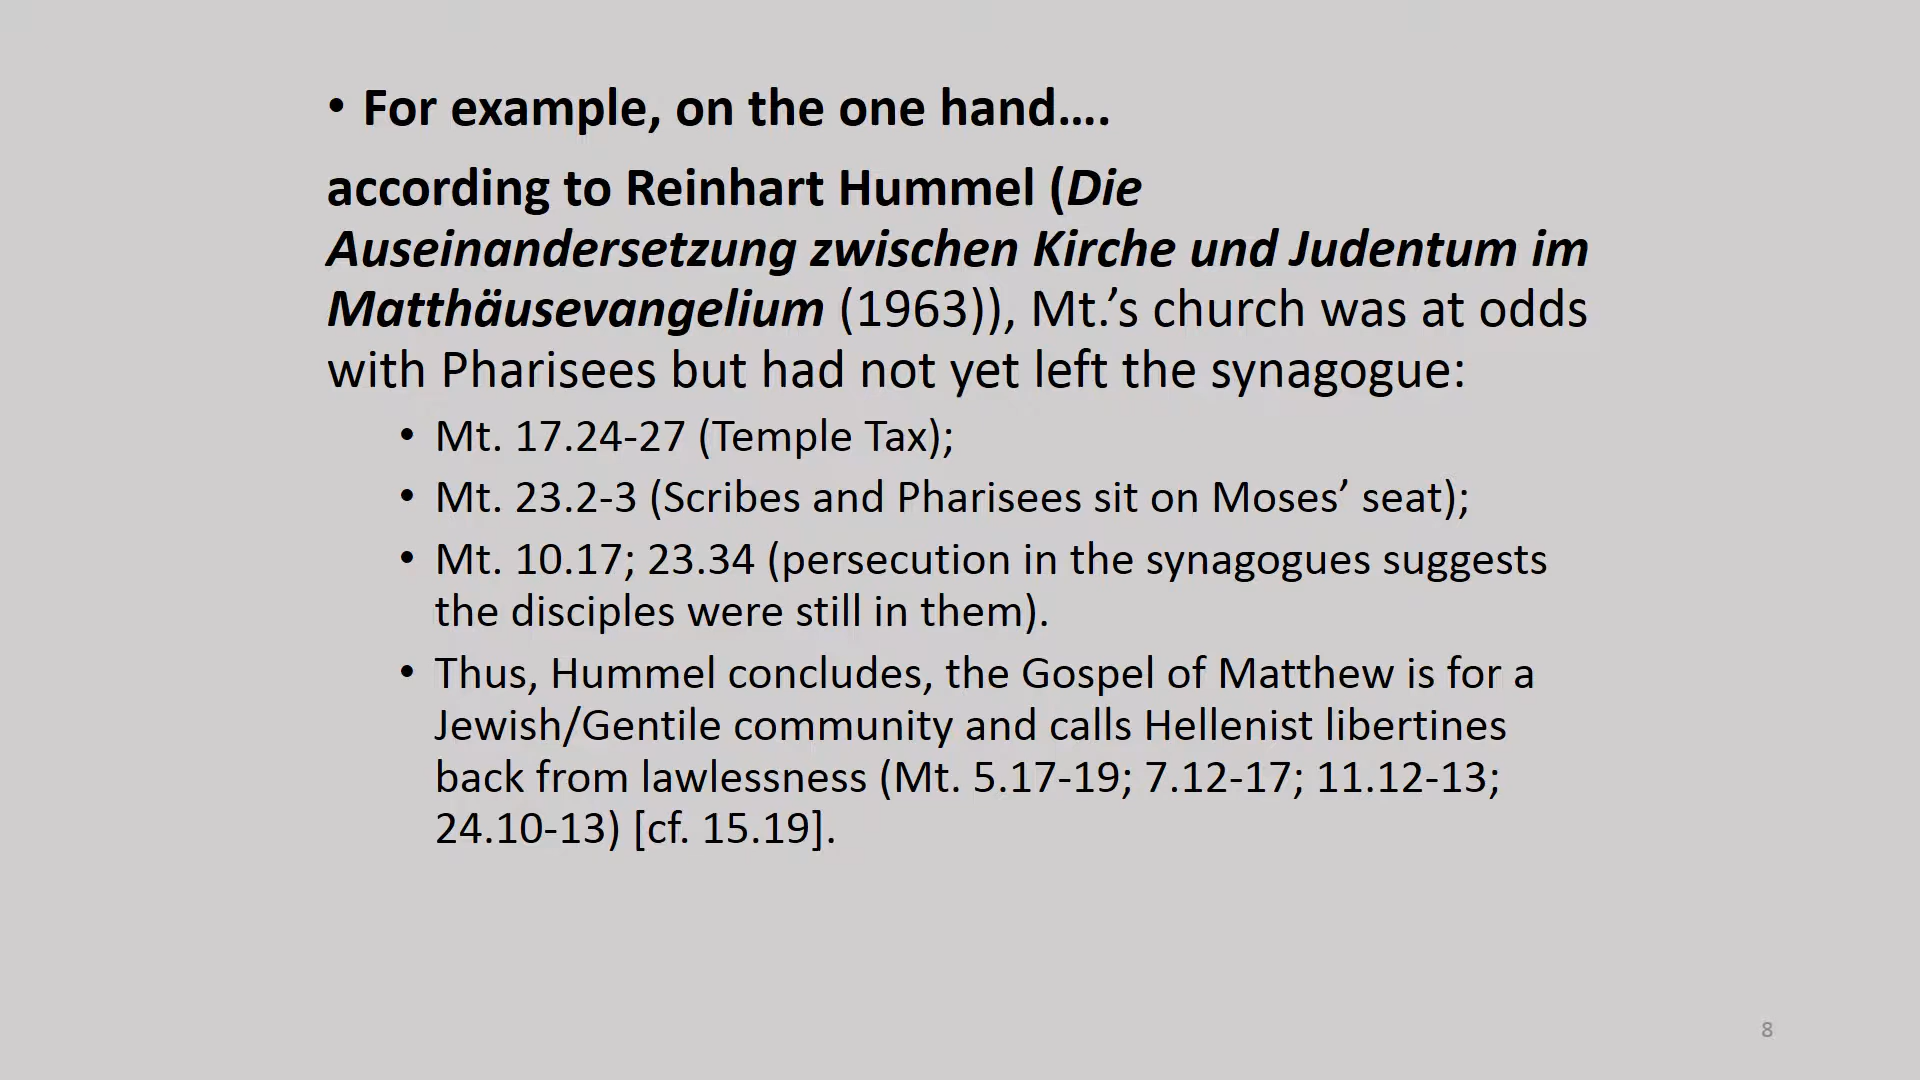 • For example, on the one hand….
according to Reinhart Hummel (Die
Auseinandersetzung zwischen Kirche und Judentum im
Matthäusevangelium (1963)), Mt.’s church was at odds
with Pharisees but had not yet left the synagogue:
• Mt. 17.24-27 (Temple Tax);
• Mt. 23.2-3 (Scribes and Pharisees sit on Moses’ seat);
• Mt. 10.17; 23.34 (persecution in the synagogues suggests
the disciples were still in them).
• Thus, Hummel concludes, the Gospel of Matthew is for a
Jewish/Gentile community and calls Hellenist libertines
back from lawlessness (Mt. 5.17-19; 7.12-17; 11.12-13;
24.10-13) [cf. 15.19].
8